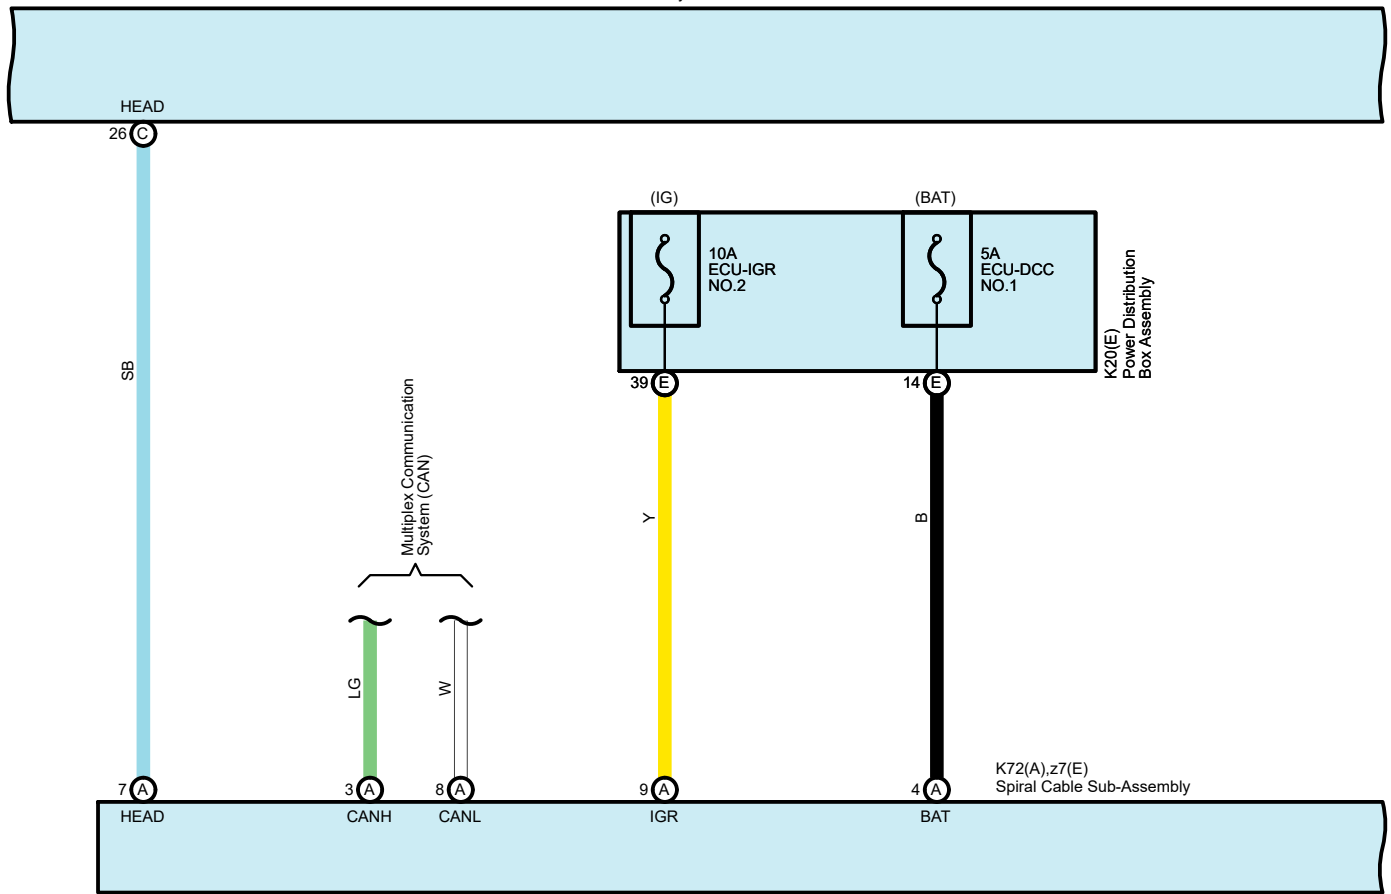 HEAD
26 C
(IG)
(BAT)
10A
ECU-IGR
NO.2
5A
ECU-DCC
NO.1
K20(E)
Power Distribution
Box Assembly
39 E
14 E
SB
Multiplex Communication
System (CAN)
Y
B
LG
W
K72(A),z7(E)
Spiral Cable Sub-Assembly
7 A
3 A
8 A
9 A
4 A
HEAD
CANH
CANL
IGR
BAT